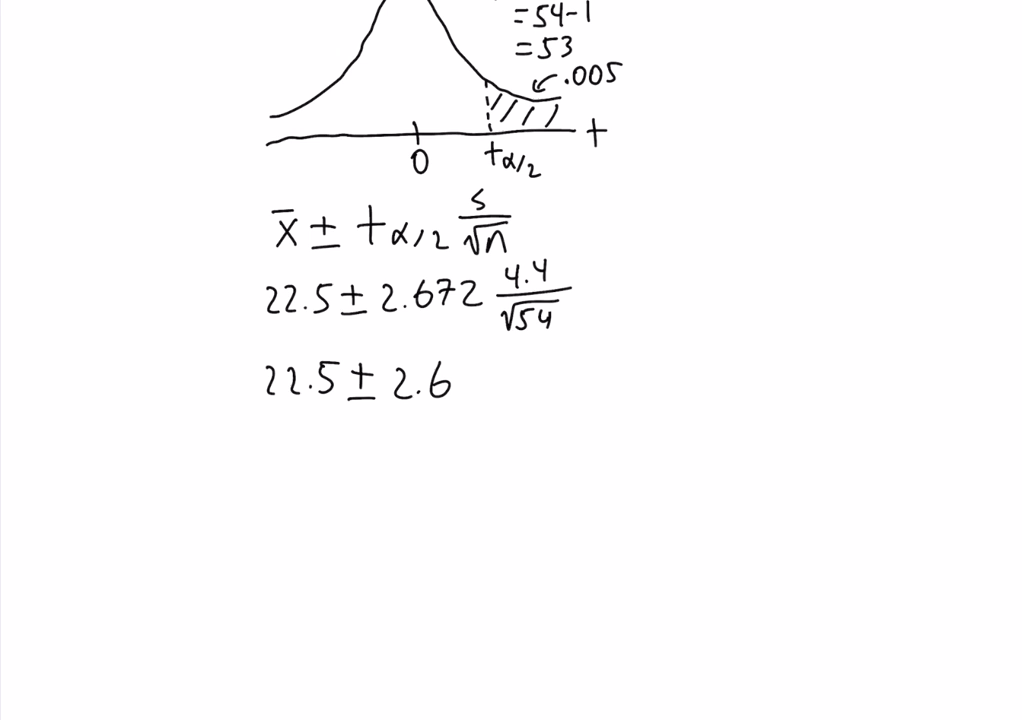 = 54-1
= 53
.005
0
tα/2
t
x̄ ± tα/2 s/√n
22.5 ± 2.672 4.4/√54
22.5 ± 2.6